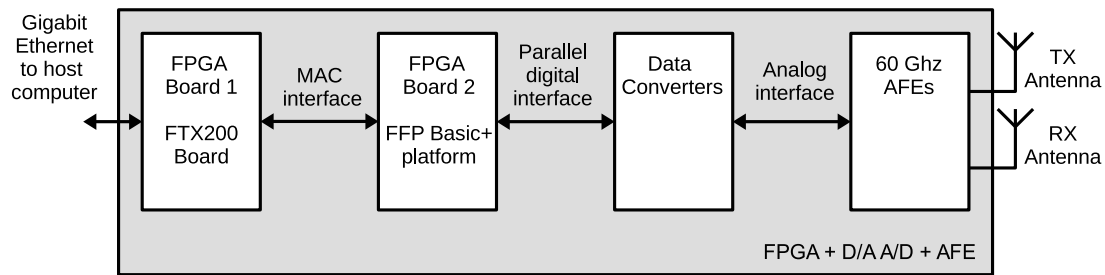 Gigabit
Ethernet
to host
computer
FPGA
Board 1
FTX200
Board
MAC
interface
FPGA
Board 2
FFP Basic+
platform
Parallel
digital
interface
Data
Converters
Analog
interface
60 Ghz
AFEs
TX
Antenna
RX
Antenna
FPGA + D/A A/D + AFE